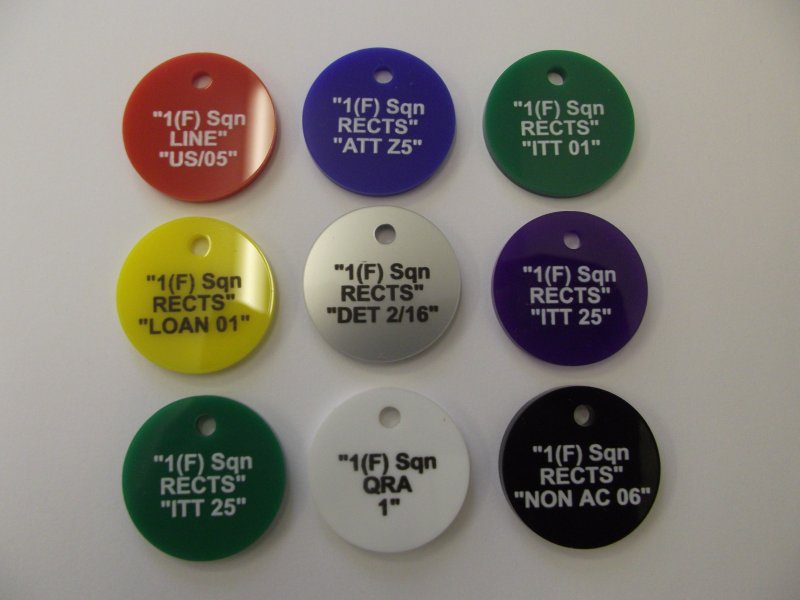 "1(F) Sqn
LINE"
"US/05"
"1(F) Sqn
RECTS"
"ATT Z5"
"1(F) Sqn
RECTS"
"ITT 01"
"1(F) Sqn
RECTS"
"LOAN 01"
"1(F) Sqn
RECTS"
"DET 2/16"
"1(F) Sqn
RECTS"
"ITT 25"
"1(F) Sqn
RECTS"
"ITT 25"
"1(F) Sqn
QRA
1"
"1(F) Sqn
RECTS"
"NON AC 06"